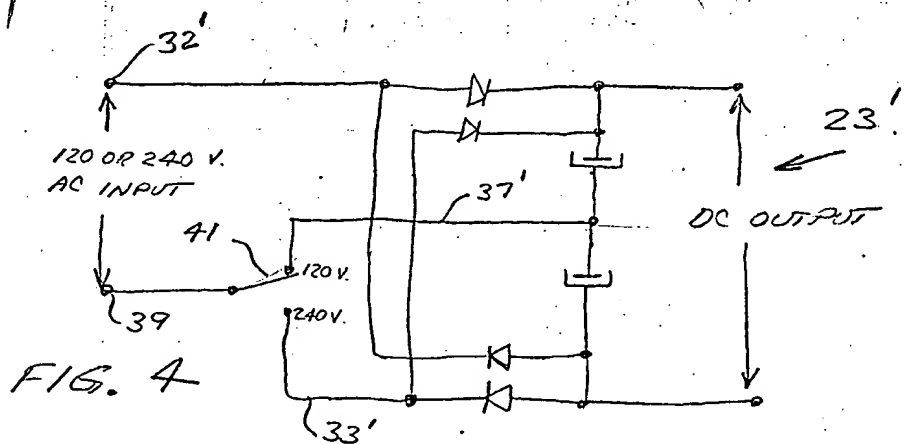 32'
120 OR 240 V.
AC INPUT
23'
37'
DC OUTPUT
41
120 V.
39
240 V.
FIG. 4
33'